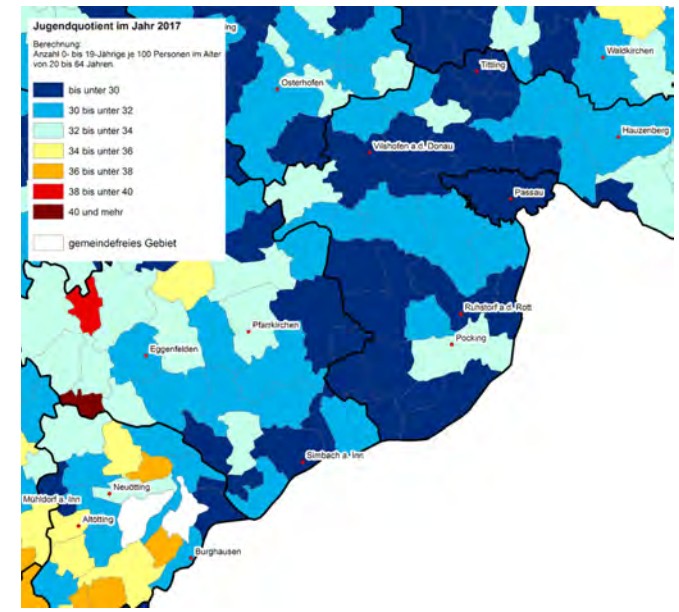 Jugendquotient im Jahr 2017
Berechnung:
Anzahl 0- bis 19-Jährige je 100 Personen im Alter
von 20 bis 64 Jahren.
bis unter 30
30 bis unter 32
32 bis unter 34
34 bis unter 36
36 bis unter 38
38 bis unter 40
40 und mehr
gemeindefreies Gebiet
Waldkirchen
Tittling
Osterhofen
Hauzenberg
Vilshofen a.d. Donau
Passau
Ruhstorf a.d. Rott
Pfarrkirchen
Pocking
Eggenfelden
Simbach a. Inn
Neuötting
Mühldorf a. Inn
Altötting
Burghausen